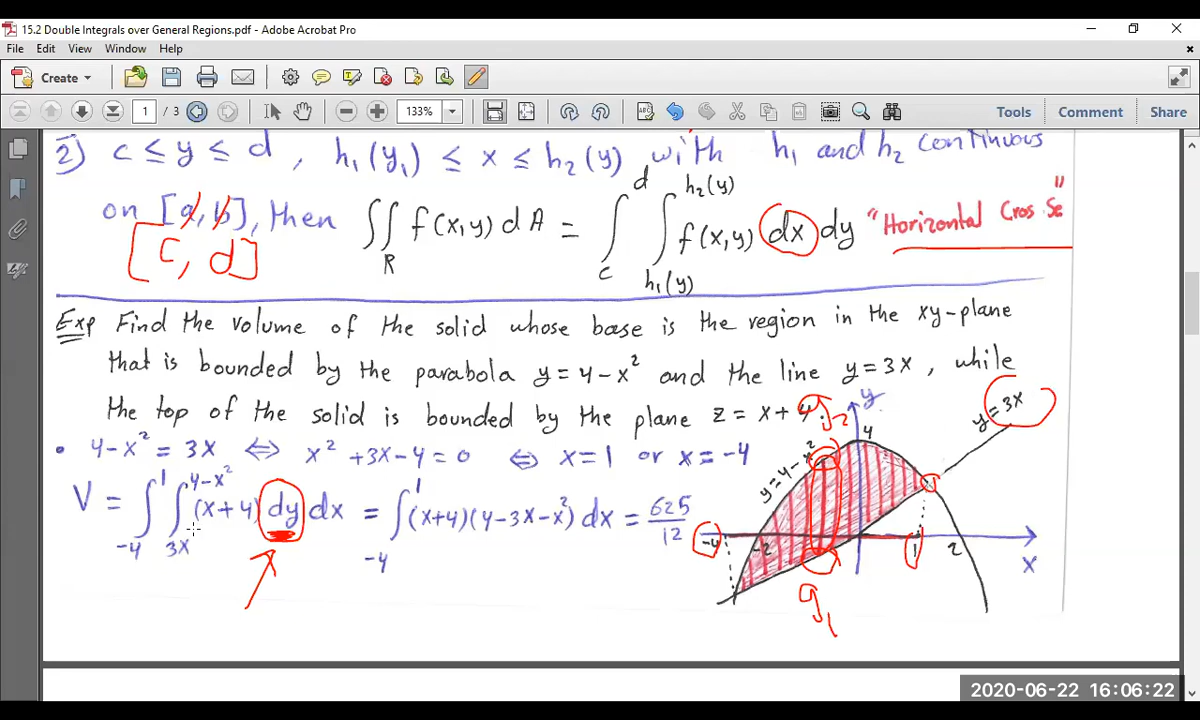 15.2 Double Integrals over General Regions.pdf - Adobe Acrobat Pro
File Edit View Window Help
Create
1 / 3 133% Tools Comment Share
2) c ≤ y ≤ d , h₁(y₁) ≤ x ≤ h₂(y) with h₁ and h₂ continuous
on [a, b], then ∬_R f(x,y) dA = ∫_c^d ∫_{h₁(y)}^{h₂(y)} f(x,y) dx dy "Horizontal Cros Se"
[c, d]
Exp Find the volume of the solid whose base is the region in the xy-plane
that is bounded by the parabola y = 4-x² and the line y = 3x , while
the top of the solid is bounded by the plane z = x+4.
• 4-x² = 3x ⇔ x² +3x-4 = 0 ⇔ x=1 or x=-4
V = ∫_{-4}^1 ∫_{3x}^{4-x²} (x+4) dy dx = ∫_{-4}^1 (x+4)(4-3x-x²) dx = 625/12
g₂
y
4
y = 3x
y = 4-x²
-4 -2 1 2
x
g₁
2020-06-22 16:06:22